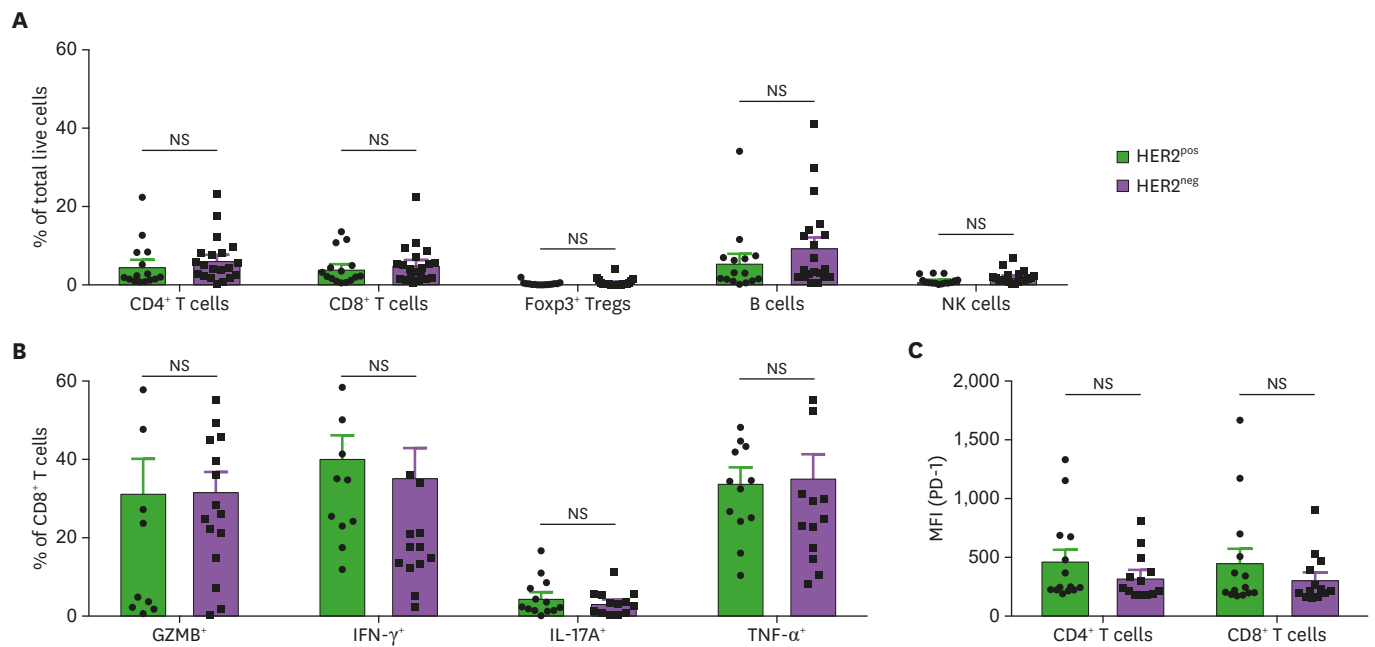 A
60
40
20
0
% of total live cells
NS
NS
NS
NS
NS
CD4⁺ T cells
CD8⁺ T cells
Foxp3⁺ Tregs
B cells
NK cells
HER2ᵖᵒˢ
HER2ⁿᵉᵍ
B
60
40
20
0
% of CD8⁺ T cells
NS
NS
NS
NS
GZMB⁺
IFN-γ⁺
IL-17A⁺
TNF-α⁺
C
2,000
1,500
1,000
500
0
MFI (PD-1)
NS
NS
CD4⁺ T cells
CD8⁺ T cells